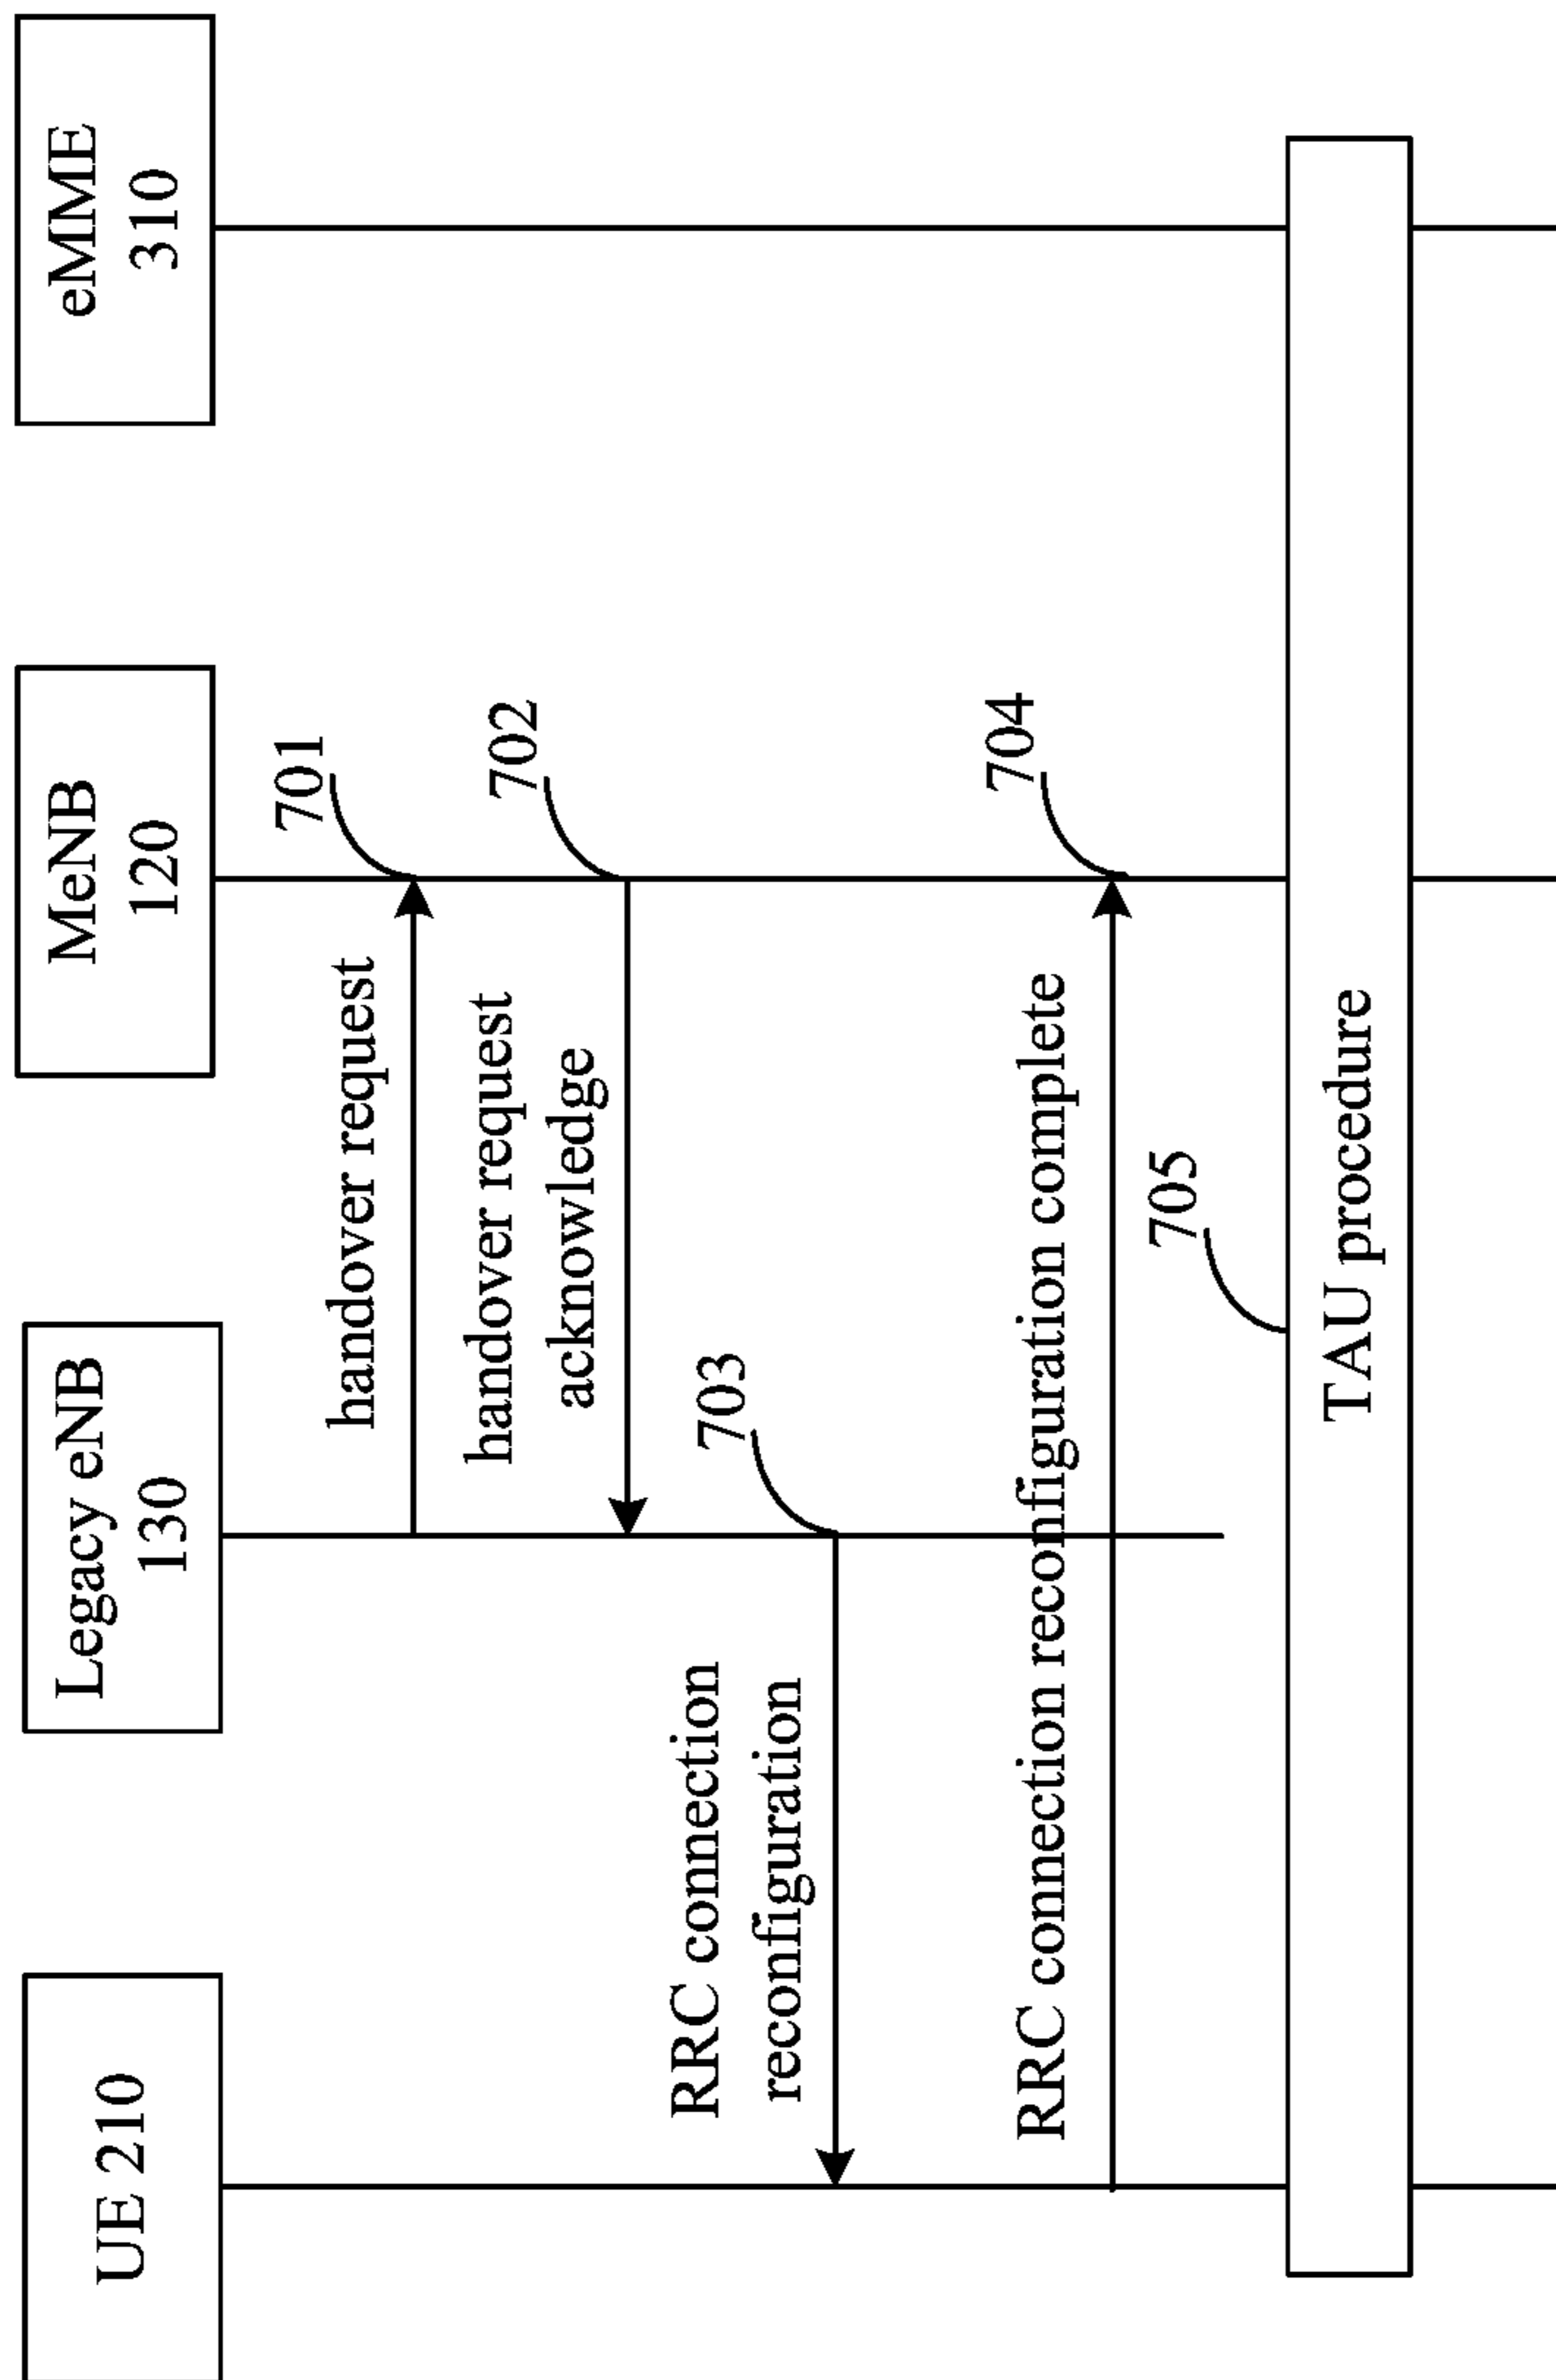 UE 210
Legacy eNB
130
MeNB
120
eMME
310
701
handover request
702
handover request
acknowledge
703
RRC connection
reconfiguration
704
RRC connection reconfiguration complete
705
TAU procedure